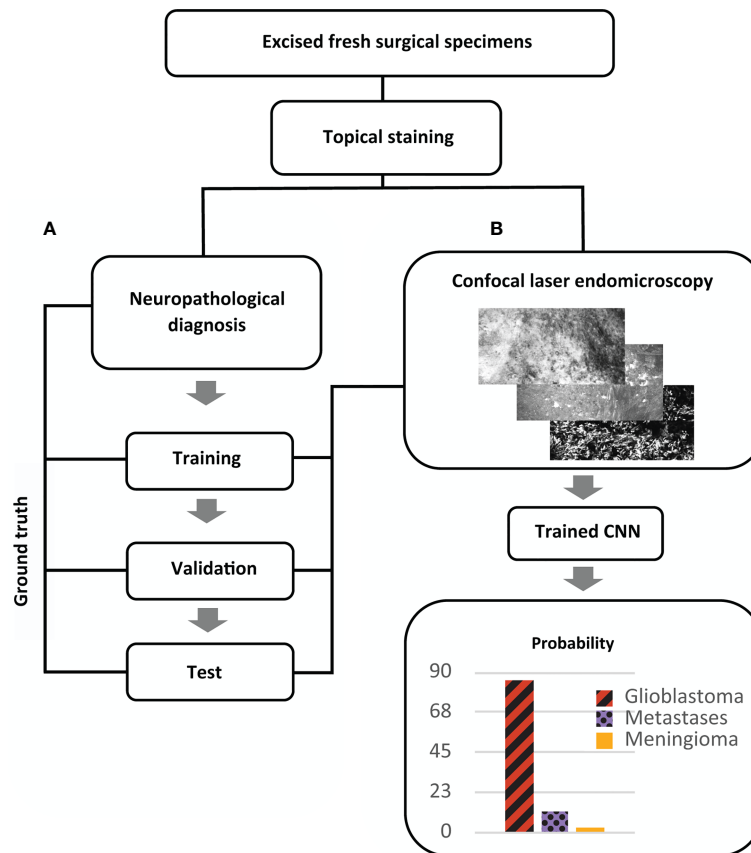 Excised fresh surgical specimens
Topical staining
A
Neuropathological
diagnosis
Training
Validation
Test
Ground truth
B
Confocal laser endomicroscopy
Trained CNN
Probability
90
68
45
23
0
Glioblastoma
Metastases
Meningioma